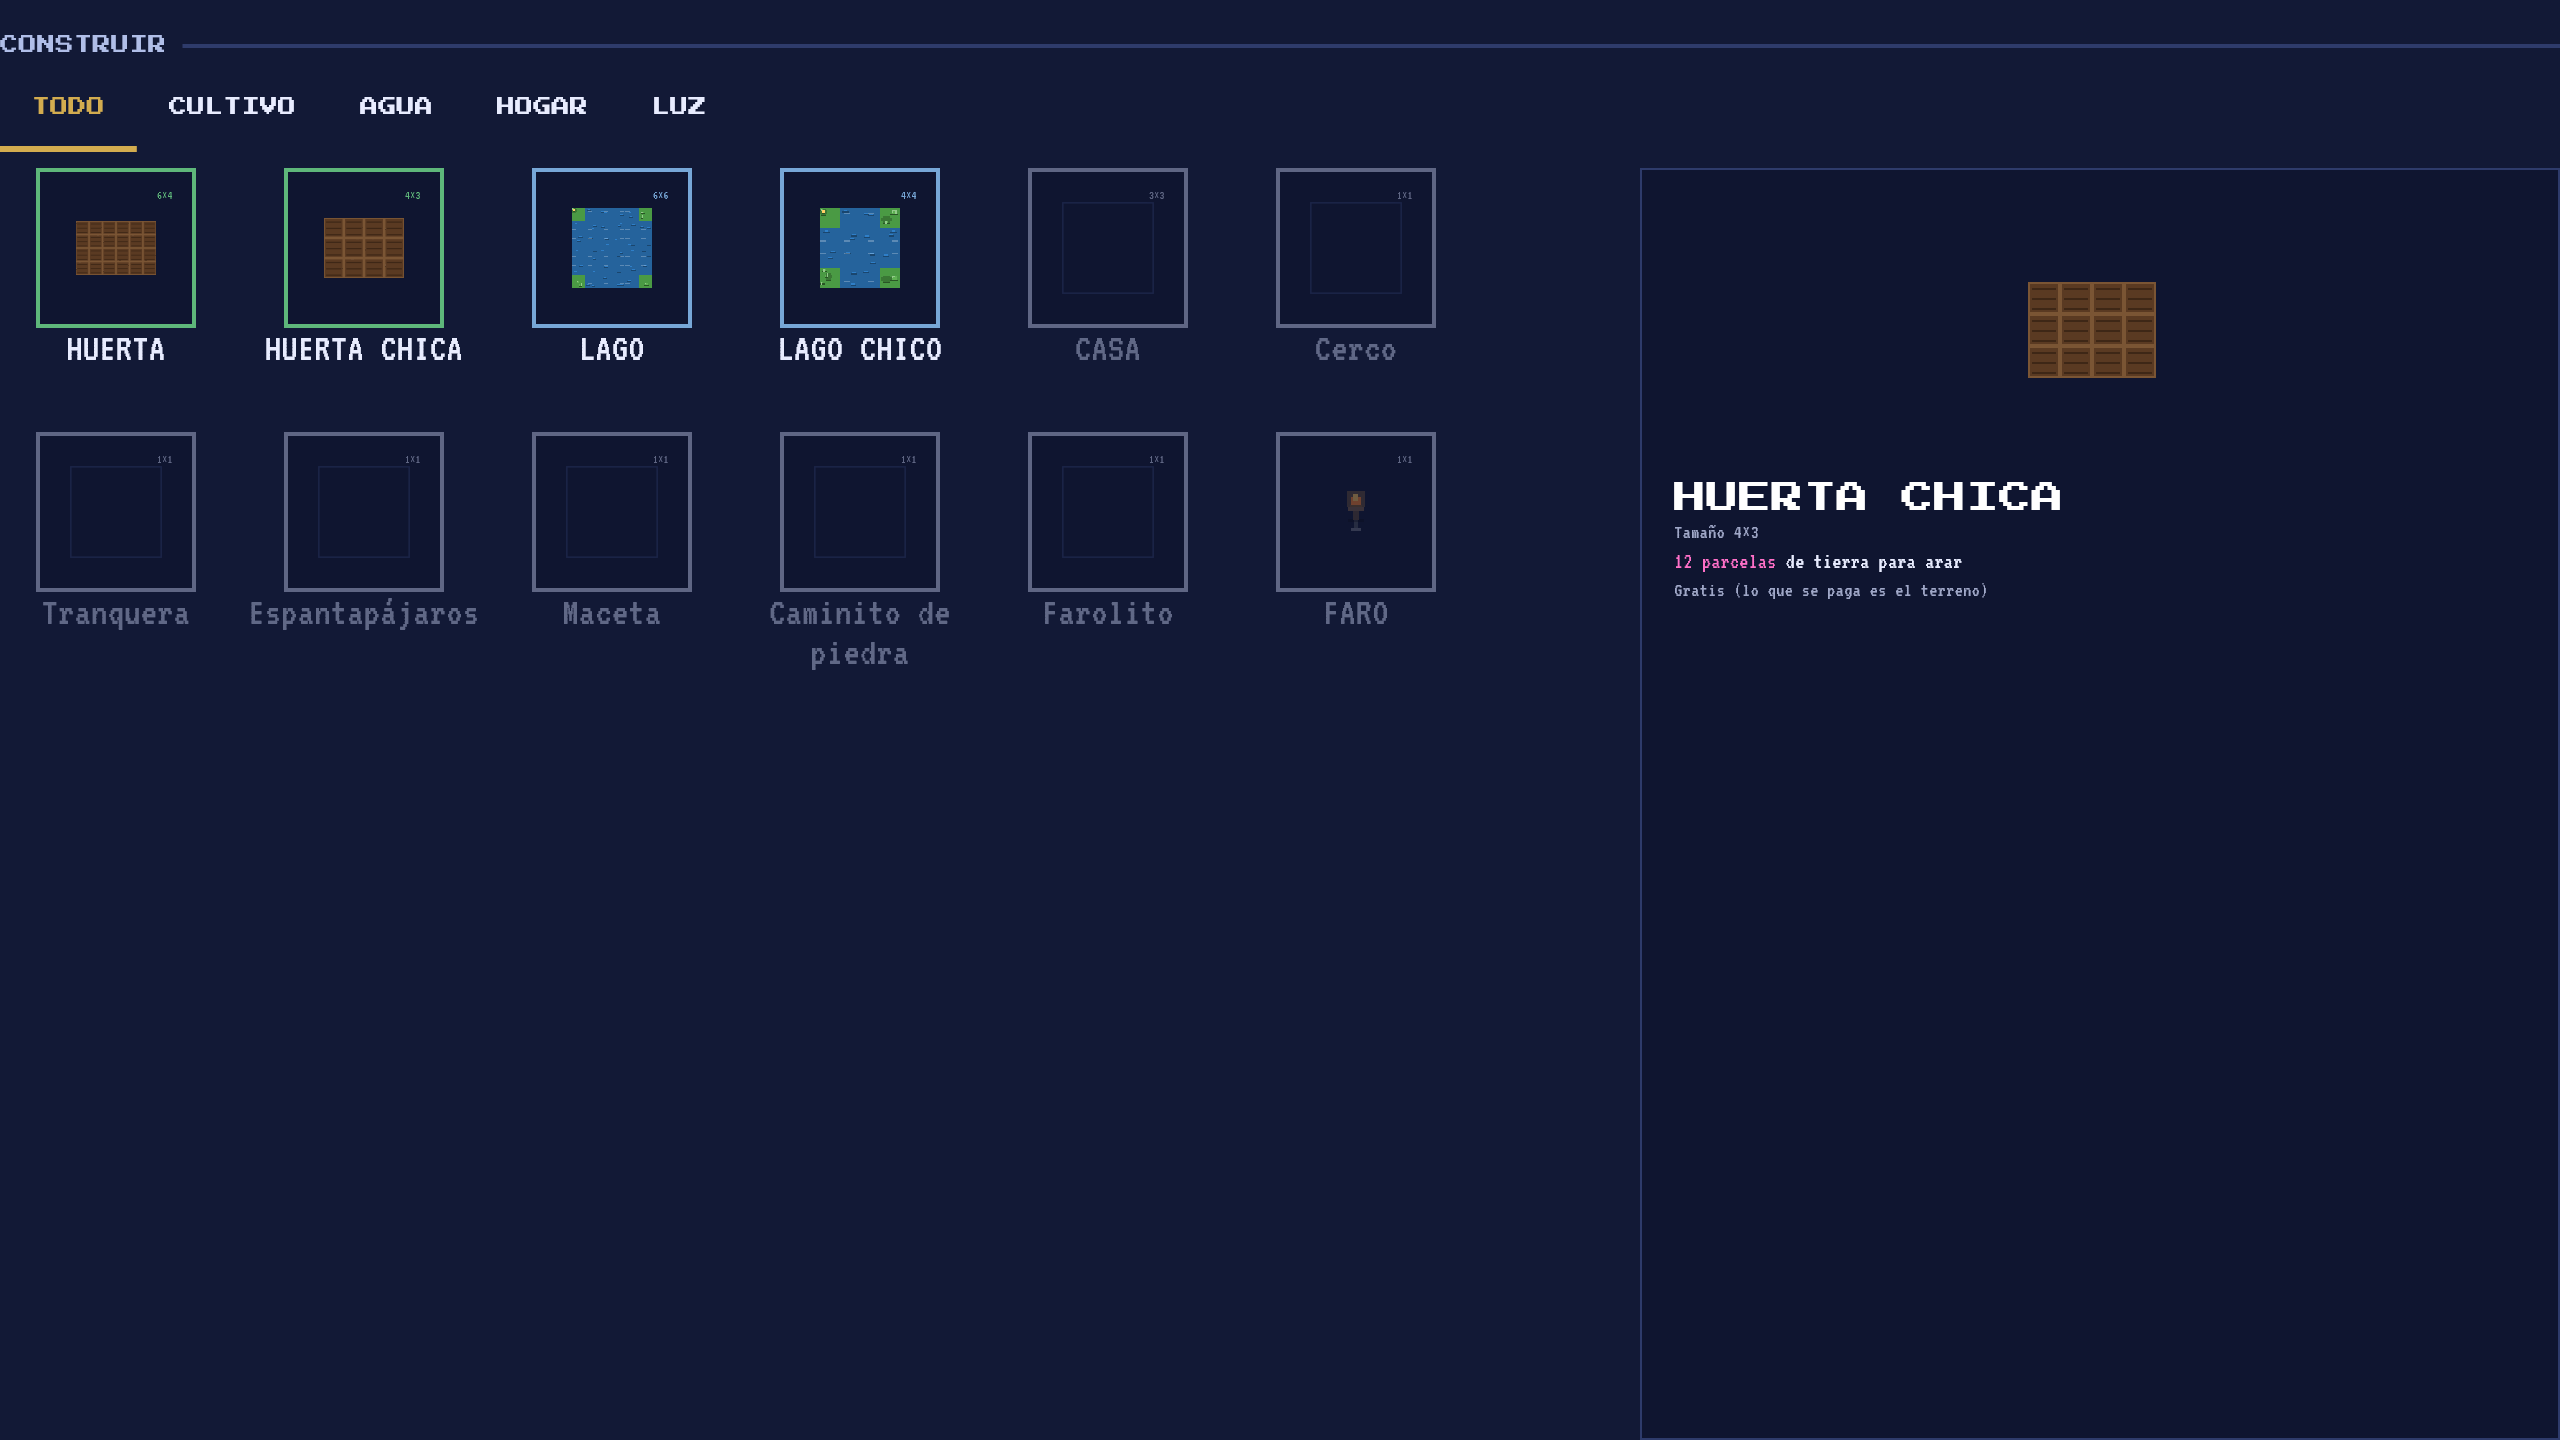 CONSTRUIR
TODO CULTIVO AGUA HOGAR LUZ
6X4 4X3 6X6 4X4 3X3 1X1
HUERTA HUERTA CHICA LAGO LAGO CHICO CASA Cerco
1X1 1X1 1X1 1X1 1X1 1X1
Tranquera Espantapájaros Maceta Caminito de Farolito FARO
piedra
HUERTA CHICA
Tamaño 4X3
12 parcelas de tierra para arar
Gratis (lo que se paga es el terreno)